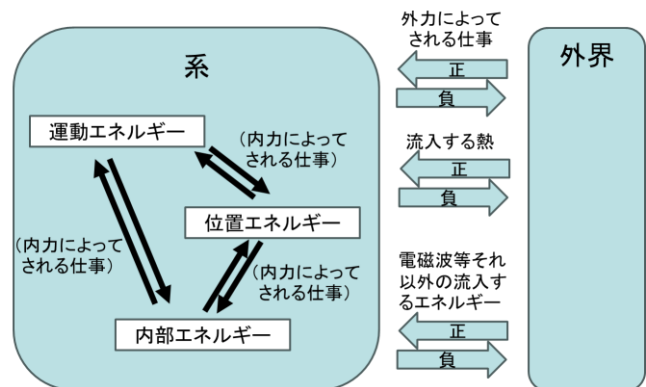 系
運動エネルギー
(内力によって
される仕事)
位置エネルギー
(内力によって
される仕事)
(内力によって
される仕事)
内部エネルギー
外力によって
される仕事
正
負
流入する熱
正
負
電磁波等それ
以外の流入す
るエネルギー
正
負
外界